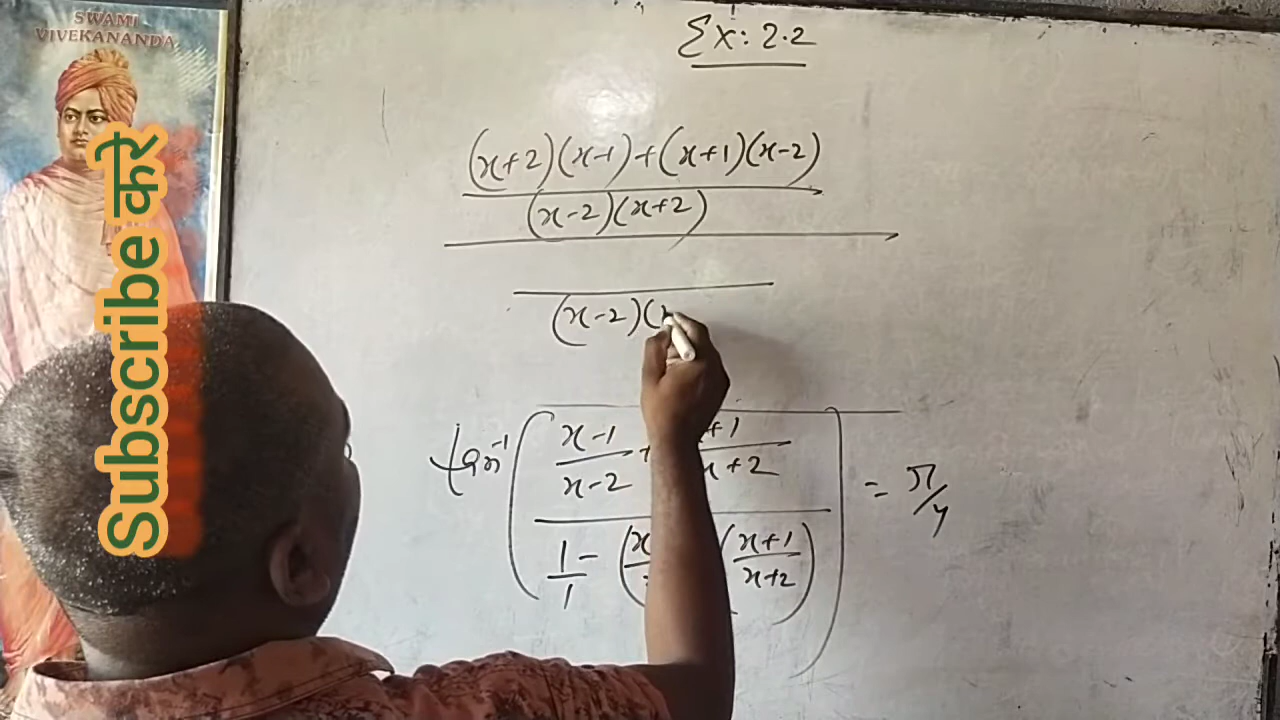 SWAMI
VIVEKANANDA
Subscribe करे
Ex: 2.2
(x+2)(x-1)+(x+1)(x-2)
(x-2)(x+2)
(x-2)(x
tan⁻¹ ( x-1 / x-2 + +1 / x+2 = π/4
1/1 - (x (x+1 / x+2)